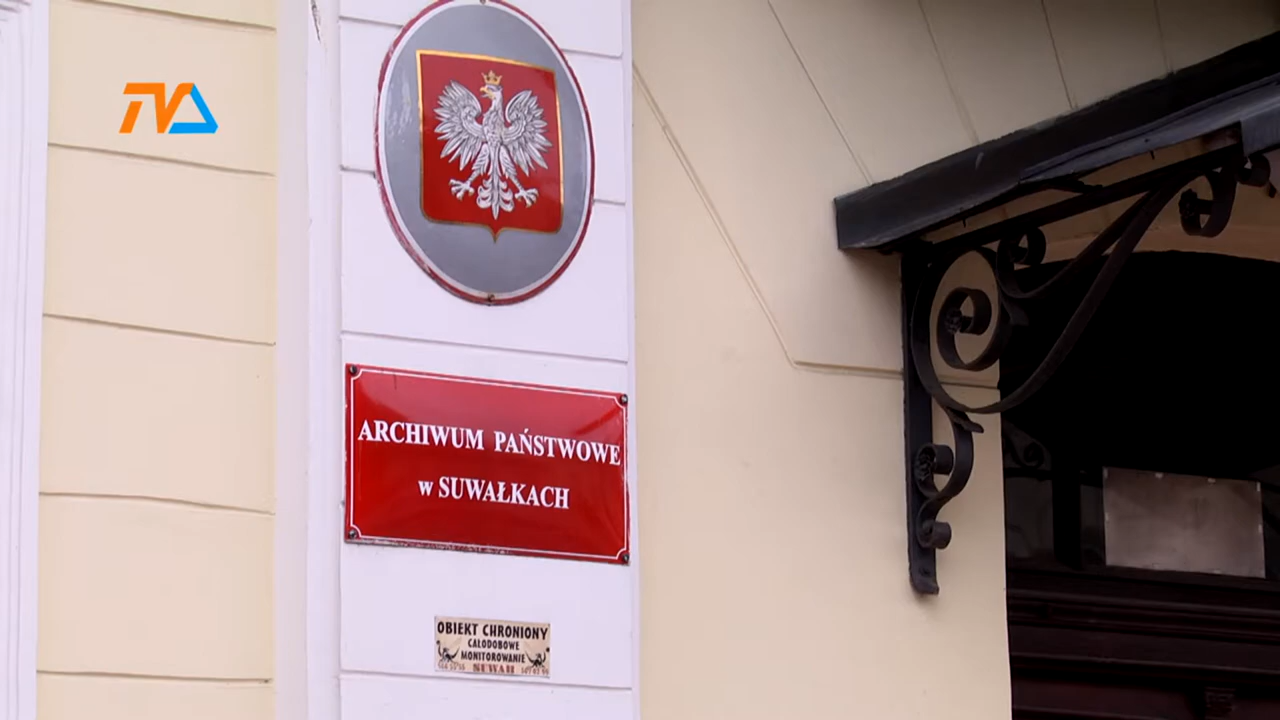 TVA
ARCHIWUM PAŃSTWOWE
w SUWAŁKACH
OBIEKT CHRONIONY
CAŁODOBOWE
MONITOROWANIE